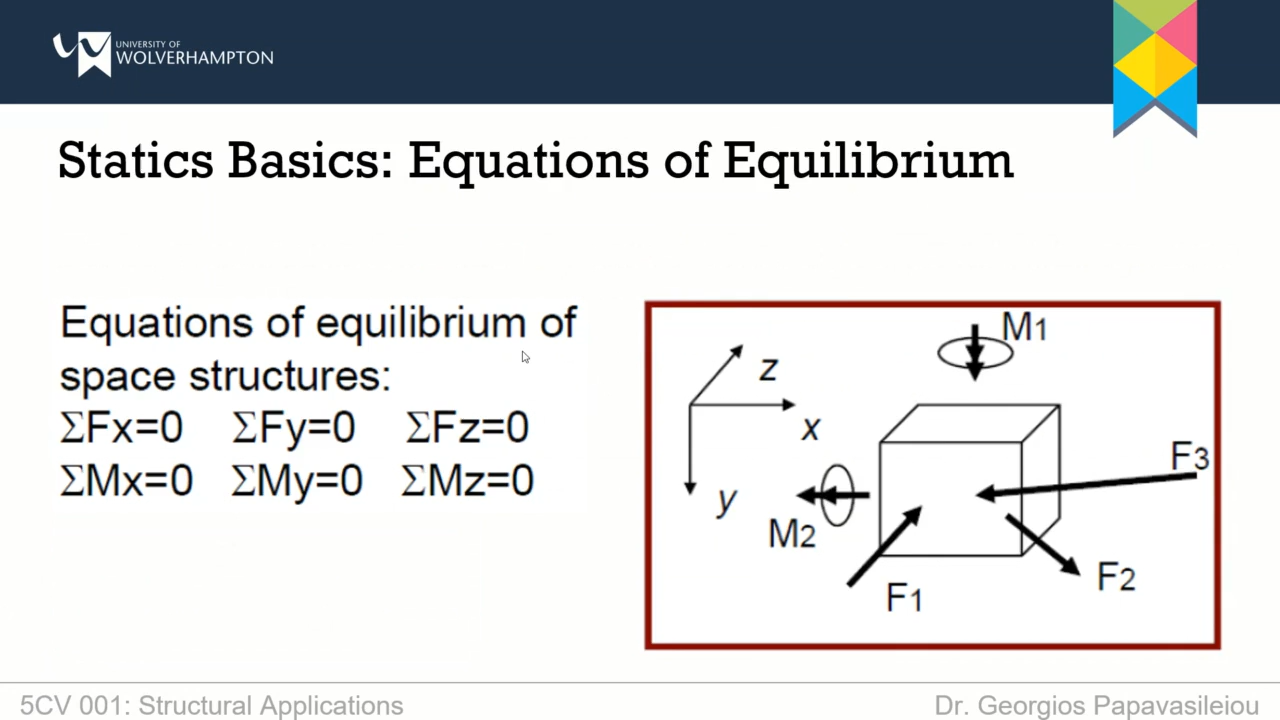 UNIVERSITY OF
WOLVERHAMPTON
Statics Basics: Equations of Equilibrium
Equations of equilibrium of
space structures:
ΣFx=0 ΣFy=0 ΣFz=0
ΣMx=0 ΣMy=0 ΣMz=0
M1
z
x
F3
y
M2
F2
F1
5CV 001: Structural Applications
Dr. Georgios Papavasileiou